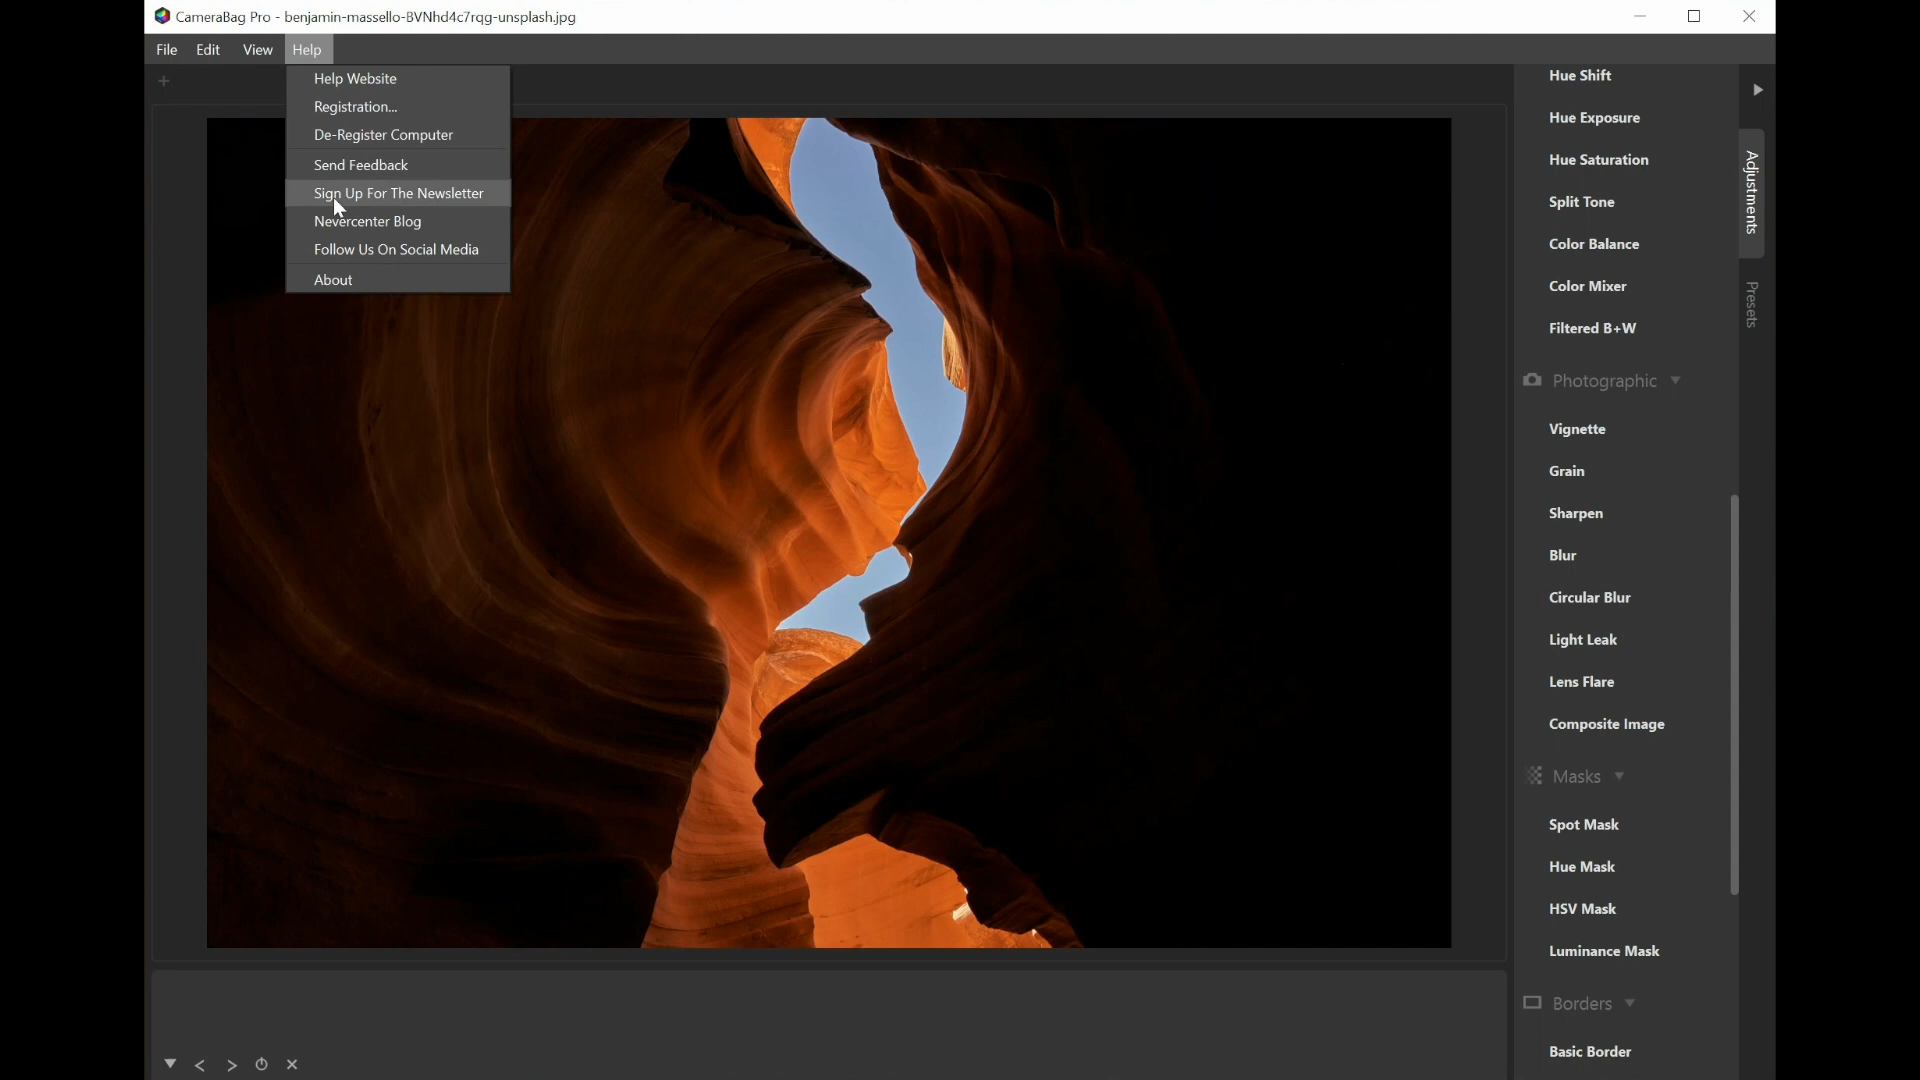 CameraBag Pro - benjamin-massello-BVNhd4c7rqg-unsplash.jpg
File Edit View Help
Help Website
Registration...
De-Register Computer
Send Feedback
Sign Up For The Newsletter
Nevercenter Blog
Follow Us On Social Media
About
Hue Shift
Hue Exposure
Hue Saturation
Split Tone
Color Balance
Color Mixer
Filtered B+W
Photographic
Vignette
Grain
Sharpen
Blur
Circular Blur
Light Leak
Lens Flare
Composite Image
Masks
Spot Mask
Hue Mask
HSV Mask
Luminance Mask
Borders
Basic Border
Adjustments
Presets